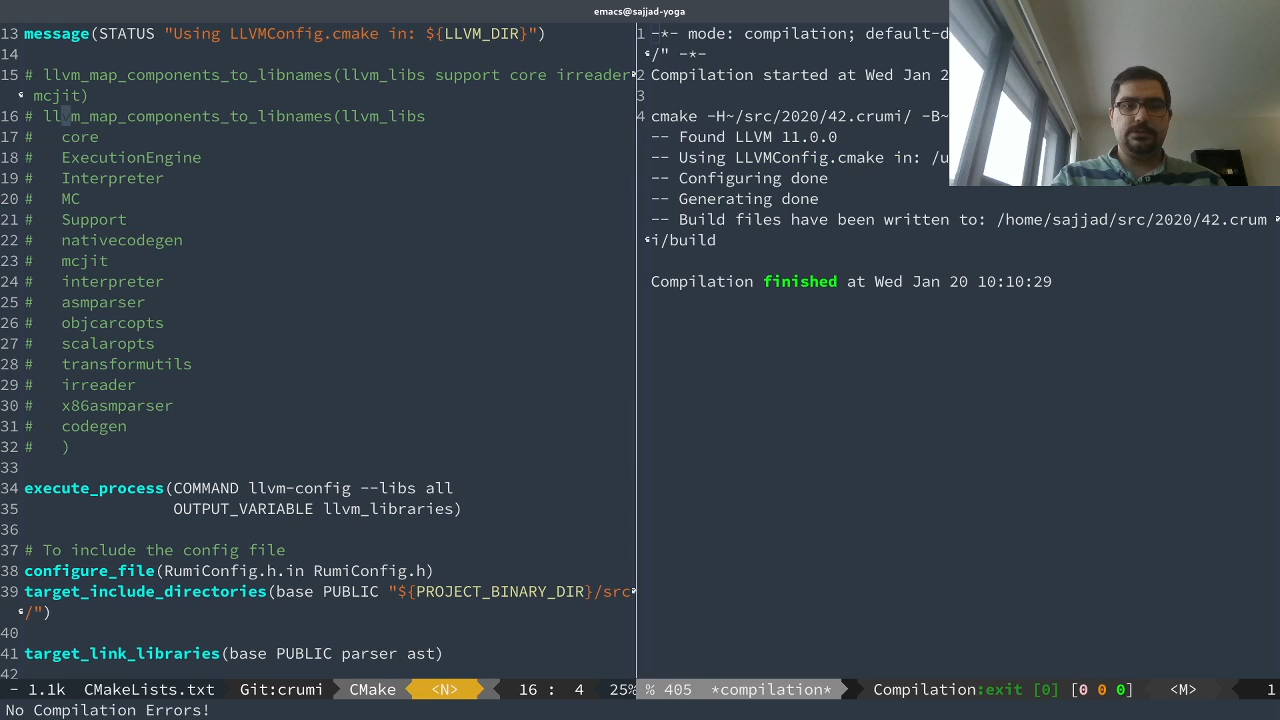 emacs@sajjad-yoga
13 message(STATUS "Using LLVMConfig.cmake in: ${LLVM_DIR}")
14
15 # llvm_map_components_to_libnames(llvm_libs support core irreader
mcjit)
16 # llvm_map_components_to_libnames(llvm_libs
17 #   core
18 #   ExecutionEngine
19 #   Interpreter
20 #   MC
21 #   Support
22 #   nativecodegen
23 #   mcjit
24 #   interpreter
25 #   asmparser
26 #   objcarcopts
27 #   scalaropts
28 #   transformutils
29 #   irreader
30 #   x86asmparser
31 #   codegen
32 #   )
33
34 execute_process(COMMAND llvm-config --libs all
35                 OUTPUT_VARIABLE llvm_libraries)
36
37 # To include the config file
38 configure_file(RumiConfig.h.in RumiConfig.h)
39 target_include_directories(base PUBLIC "${PROJECT_BINARY_DIR}/src
/")
40
41 target_link_libraries(base PUBLIC parser ast)
42
- 1.1k CMakeLists.txt Git:crumi CMake <N> 16 : 4 25%
1 -*- mode: compilation; default-d
/" -*-
2 Compilation started at Wed Jan 2
3
4 cmake -H~/src/2020/42.crumi/ -B~
-- Found LLVM 11.0.0
-- Using LLVMConfig.cmake in: /u
-- Configuring done
-- Generating done
-- Build files have been written to: /home/sajjad/src/2020/42.crum
i/build
Compilation finished at Wed Jan 20 10:10:29
% 405 *compilation* Compilation:exit [0] [0 0 0] <M> 1
No Compilation Errors!